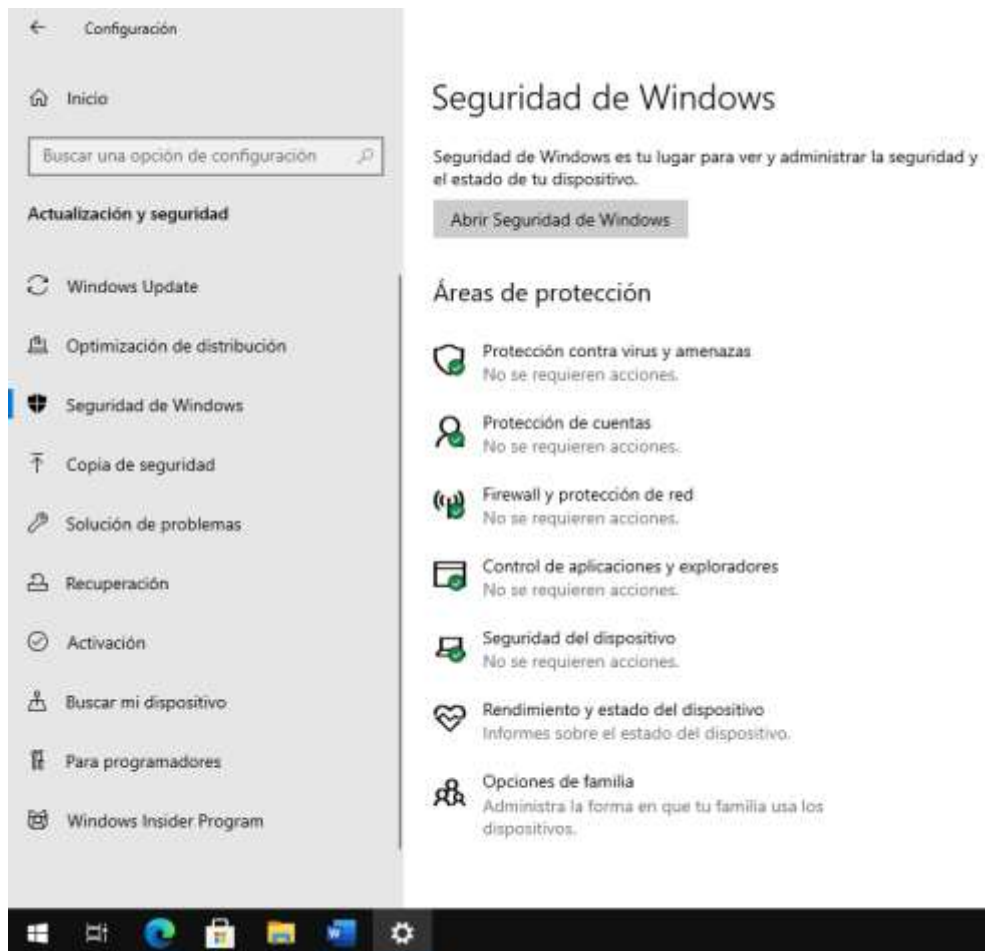 Configuración
Inicio
Buscar una opción de configuración
Actualización y seguridad
Windows Update
Optimización de distribución
Seguridad de Windows
Copia de seguridad
Solución de problemas
Recuperación
Activación
Buscar mi dispositivo
Para programadores
Windows Insider Program
Seguridad de Windows
Seguridad de Windows es tu lugar para ver y administrar la seguridad y
el estado de tu dispositivo.
Abrir Seguridad de Windows
Áreas de protección
Protección contra virus y amenazas
No se requieren acciones.
Protección de cuentas
No se requieren acciones.
Firewall y protección de red
No se requieren acciones.
Control de aplicaciones y exploradores
No se requieren acciones.
Seguridad del dispositivo
No se requieren acciones.
Rendimiento y estado del dispositivo
Informes sobre el estado del dispositivo.
Opciones de familia
Administra la forma en que tu familia usa los
dispositivos.